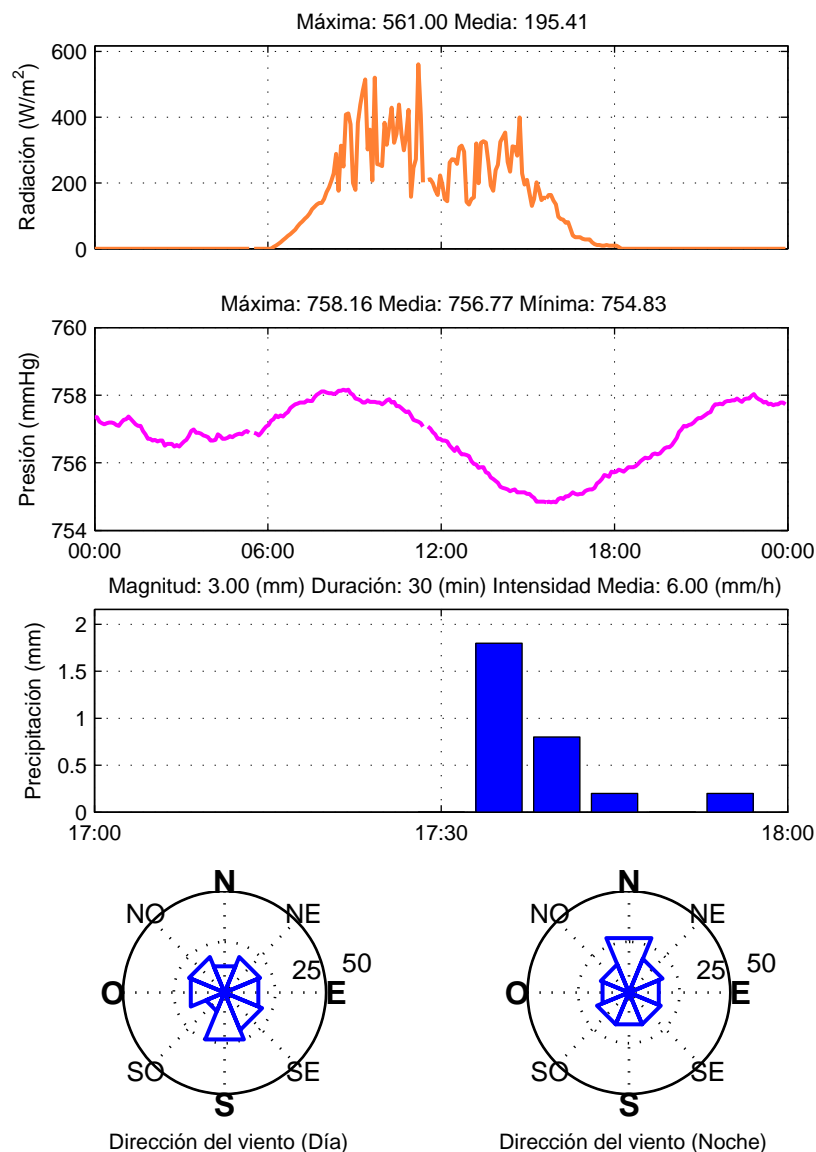 Máxima: 561.00 Media: 195.41
Radiación (W/m²)
600
400
200
0
Máxima: 758.16 Media: 756.77 Mínima: 754.83
Presión (mmHg)
760
758
756
754
00:00 06:00 12:00 18:00 00:00
Magnitud: 3.00 (mm) Duración: 30 (min) Intensidad Media: 6.00 (mm/h)
Precipitación (mm)
2
1.5
1
0.5
0
17:00 17:30 18:00
N
NO NE
25 50
O E
SO SE
S
Dirección del viento (Día)
N
NO NE
25 50
O E
SO SE
S
Dirección del viento (Noche)